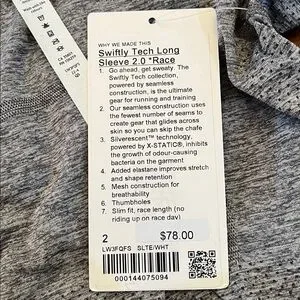 WHY WE MADE THIS
Swiftly Tech Long
Sleeve 2.0 *Race
1. Go ahead, get sweaty. The
Swiftly Tech collection,
powered by seamless
construction, is the ultimate
gear for running and training
2. Our seamless construction uses
the fewest number of seams to
create gear that glides across
skin so you can skip the chafe
3. Silverescent™ technology,
powered by X-STATIC®, inhibits
the growth of odour-causing
bacteria on the garment
4. Added elastane improves stretch
and shape retention
5. Mesh construction for
breathability
6. Thumbholes
7. Slim fit, race length (no
riding up on race day)
2 $78.00
LW3FQFS SLTE/WHT
000144075094